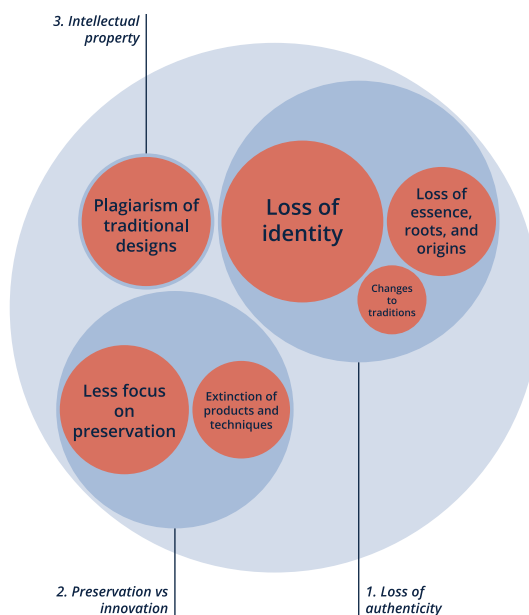 3. Intellectual
property
Plagiarism of
traditional
designs
Loss of
identity
Loss of
essence,
roots, and
origins
Changes
to
traditions
Less focus
on
preservation
Extinction of
products and
techniques
2. Preservation vs
innovation
1. Loss of
authenticity